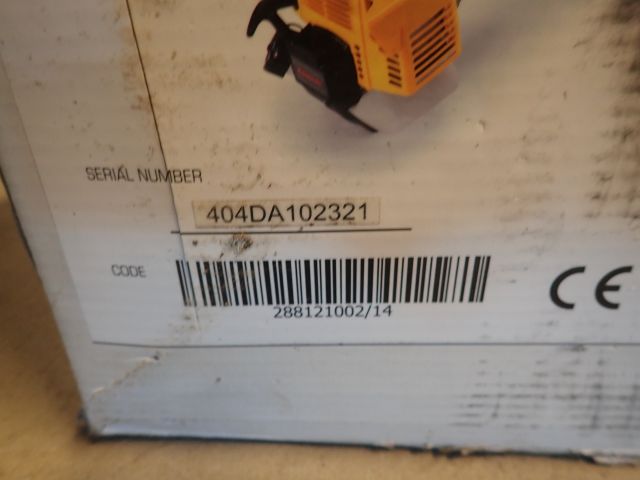 SERIAL NUMBER
404DA102321
CODE
288121002/14
CE